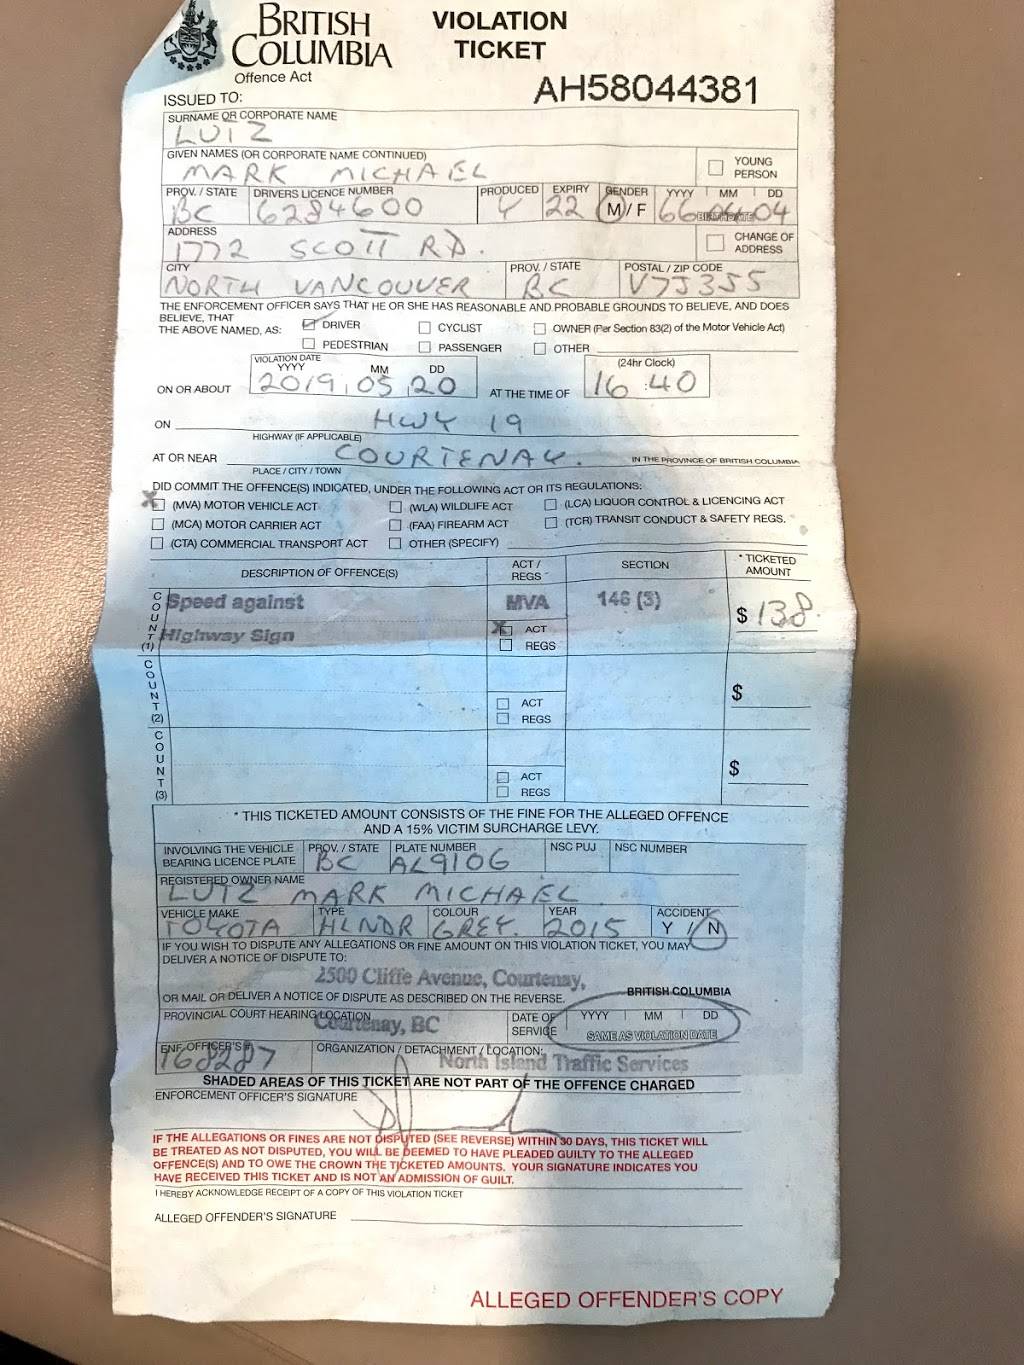 BRITISH
COLUMBIA
Offence Act
VIOLATION
TICKET
AH58044381
ISSUED TO:
SURNAME OR CORPORATE NAME
LUTZ
GIVEN NAMES (OR CORPORATE NAME CONTINUED)
MARK MICHAEL
YOUNG PERSON
PROV. / STATE DRIVERS LICENCE NUMBER PRODUCED EXPIRY GENDER YYYY MM DD
BC 6284600 Y 22 M / F 66 04 04
BIRTHDATE
ADDRESS
1772 SCOTT RD.
CHANGE OF ADDRESS
CITY PROV. / STATE POSTAL / ZIP CODE
NORTH VANCOUVER BC V7J3S5
THE ENFORCEMENT OFFICER SAYS THAT HE OR SHE HAS REASONABLE AND PROBABLE GROUNDS TO BELIEVE, AND DOES
BELIEVE, THAT
THE ABOVE NAMED, AS: DRIVER CYCLIST OWNER (Per Section 83(2) of the Motor Vehicle Act)
PEDESTRIAN PASSENGER OTHER
VIOLATION DATE
YYYY MM DD (24hr Clock)
ON OR ABOUT 2019 05 20 AT THE TIME OF 16:40
ON HWY 19
HIGHWAY (IF APPLICABLE)
AT OR NEAR COURTENAY. IN THE PROVINCE OF BRITISH COLUMBIA
PLACE / CITY / TOWN
DID COMMIT THE OFFENCE(S) INDICATED, UNDER THE FOLLOWING ACT OR ITS REGULATIONS:
X (MVA) MOTOR VEHICLE ACT (WLA) WILDLIFE ACT (LCA) LIQUOR CONTROL & LICENCING ACT
(MCA) MOTOR CARRIER ACT (FAA) FIREARM ACT (TCR) TRANSIT CONDUCT & SAFETY REGS.
(CTA) COMMERCIAL TRANSPORT ACT OTHER (SPECIFY)
DESCRIPTION OF OFFENCE(S) ACT / REGS SECTION * TICKETED AMOUNT
COUNT (1) Speed against MVA 146 (3) $ 138.
Highway Sign X ACT
REGS
COUNT (2) $
ACT
REGS
COUNT (3) $
ACT
REGS
* THIS TICKETED AMOUNT CONSISTS OF THE FINE FOR THE ALLEGED OFFENCE
AND A 15% VICTIM SURCHARGE LEVY.
INVOLVING THE VEHICLE BEARING LICENCE PLATE PROV. / STATE PLATE NUMBER NSC PUJ NSC NUMBER
BC AL910G
REGISTERED OWNER NAME
LUTZ MARK MICHAEL
VEHICLE MAKE TYPE COLOUR YEAR ACCIDENT
TOYOTA HLNDR GREY. 2015 Y / N
IF YOU WISH TO DISPUTE ANY ALLEGATIONS OR FINE AMOUNT ON THIS VIOLATION TICKET, YOU MAY
DELIVER A NOTICE OF DISPUTE TO:
2500 Cliffe Avenue, Courtenay,
BRITISH COLUMBIA
OR MAIL OR DELIVER A NOTICE OF DISPUTE AS DESCRIBED ON THE REVERSE.
PROVINCIAL COURT HEARING LOCATION DATE OF SERVICE YYYY MM DD
Courtenay, BC SAME AS VIOLATION DATE
ENF. OFFICER'S # ORGANIZATION / DETACHMENT / LOCATION:
168287 North Island Traffic Services
SHADED AREAS OF THIS TICKET ARE NOT PART OF THE OFFENCE CHARGED
ENFORCEMENT OFFICER'S SIGNATURE
IF THE ALLEGATIONS OR FINES ARE NOT DISPUTED (SEE REVERSE) WITHIN 30 DAYS, THIS TICKET WILL
BE TREATED AS NOT DISPUTED, YOU WILL BE DEEMED TO HAVE PLEADED GUILTY TO THE ALLEGED
OFFENCE(S) AND TO OWE THE CROWN THE TICKETED AMOUNTS. YOUR SIGNATURE INDICATES YOU
HAVE RECEIVED THIS TICKET AND IS NOT AN ADMISSION OF GUILT.
I HEREBY ACKNOWLEDGE RECEIPT OF A COPY OF THIS VIOLATION TICKET
ALLEGED OFFENDER'S SIGNATURE
ALLEGED OFFENDER'S COPY